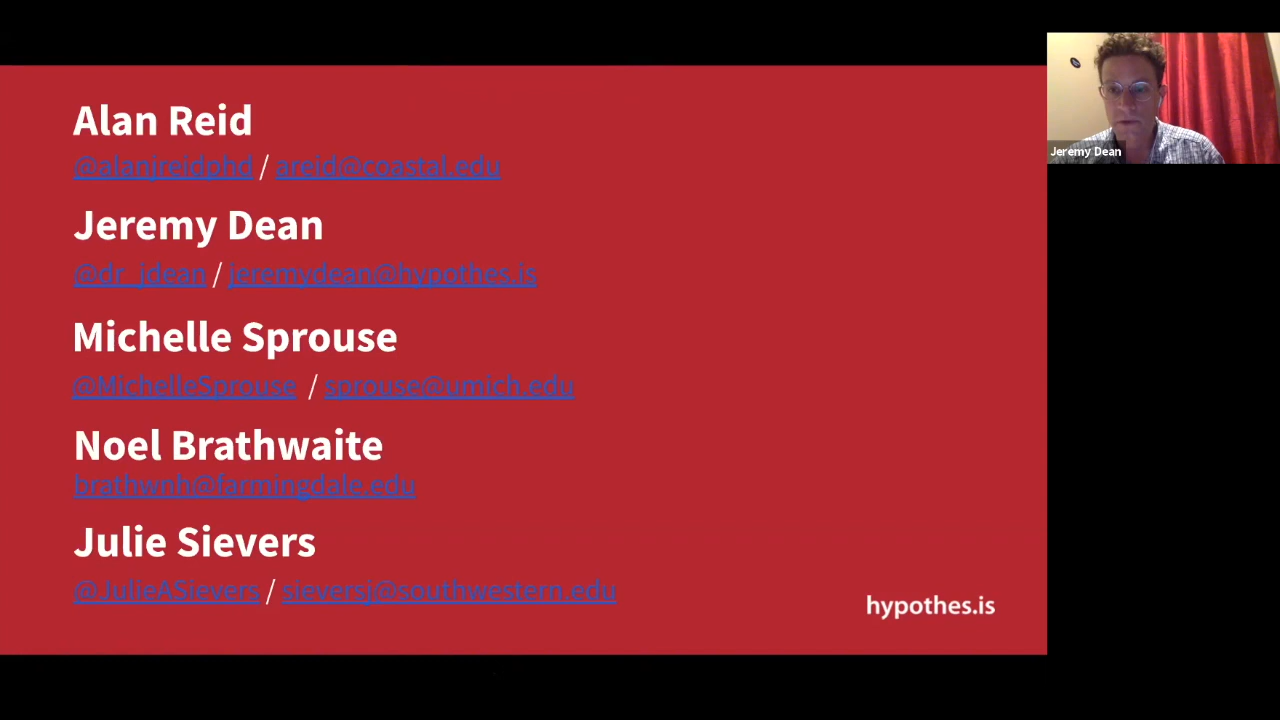 Alan Reid
@alanjreidphd / areid@coastal.edu
Jeremy Dean
@dr_jdean / jeremydean@hypothes.is
Michelle Sprouse
@MichelleSprouse / sprouse@umich.edu
Noel Brathwaite
brathwnh@farmingdale.edu
Julie Sievers
@JulieASievers / sieversj@southwestern.edu
hypothes.is
Jeremy Dean